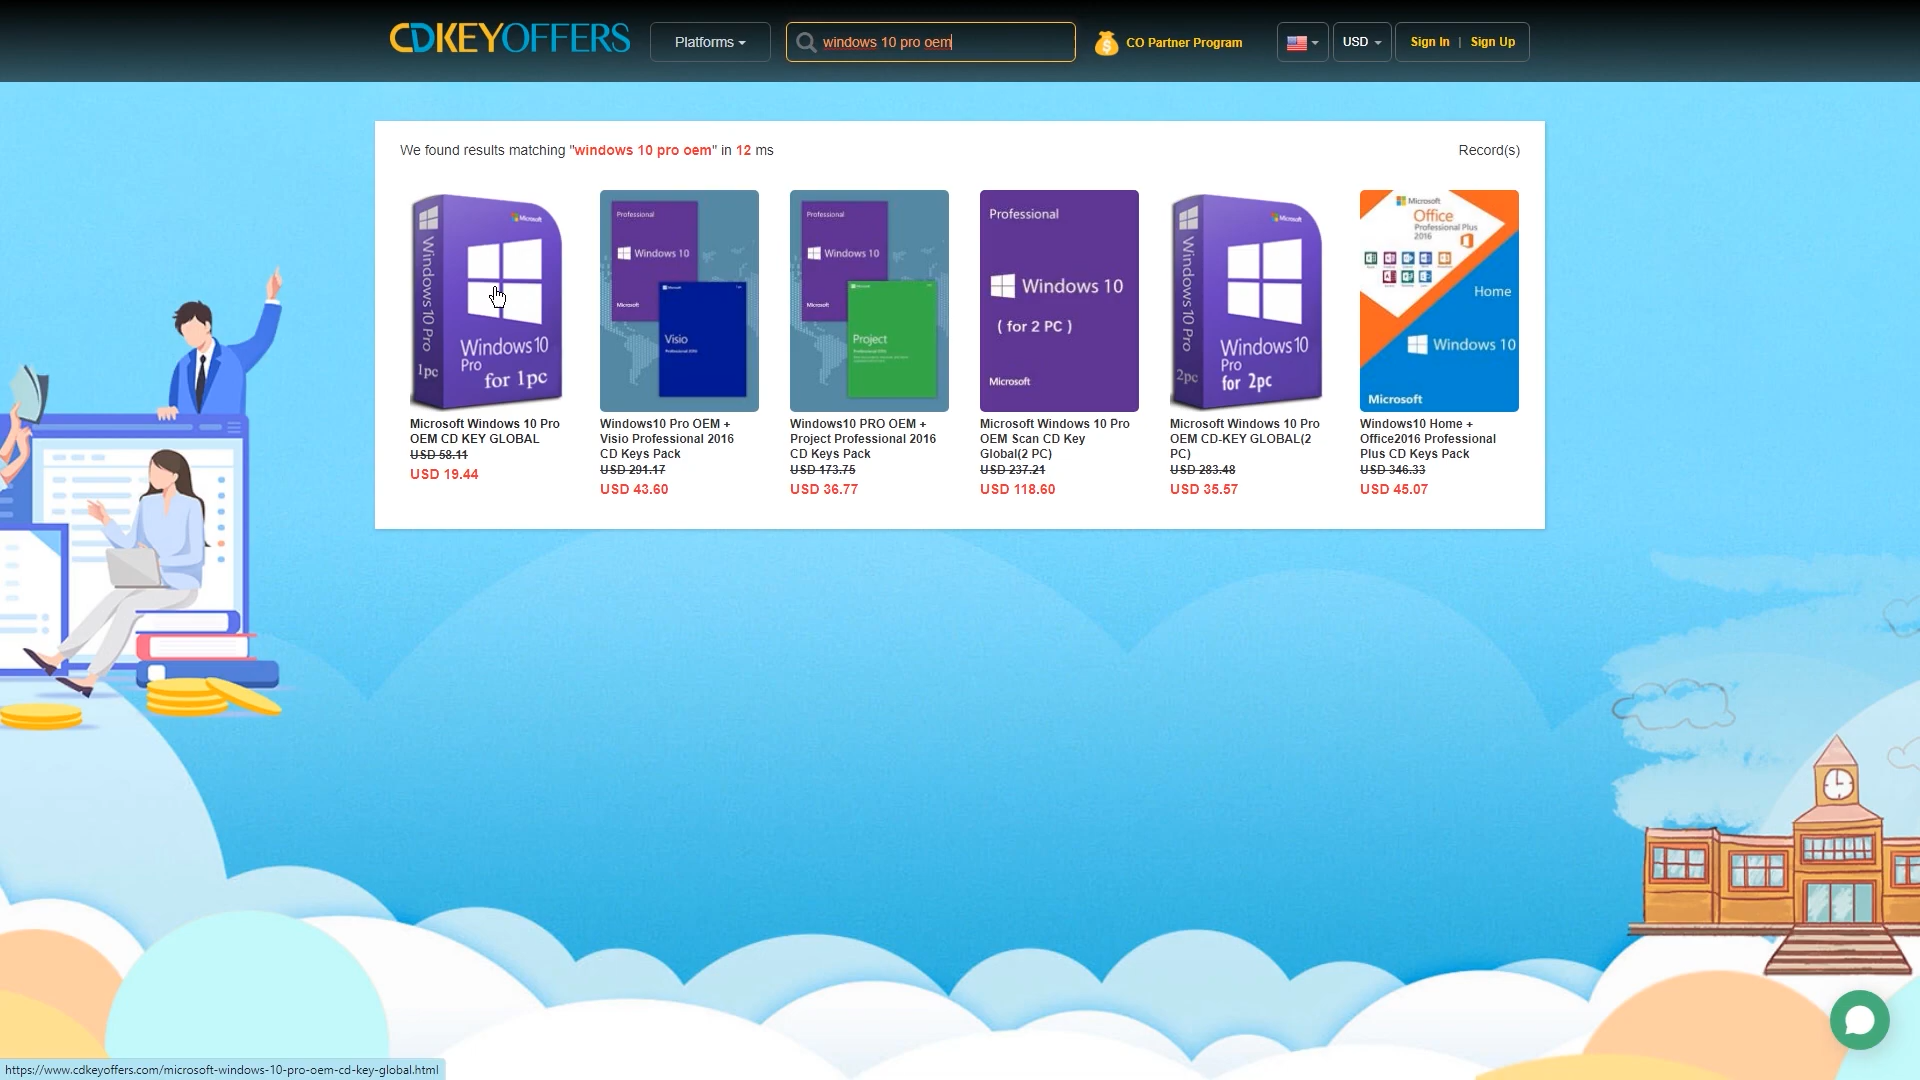 CDKEYOFFERS
Platforms
windows 10 pro oem
CO Partner Program
USD
Sign In | Sign Up
We found results matching "windows 10 pro oem" in 12 ms
Record(s)
Microsoft
Windows 10 Pro
Windows 10
Pro
for 1pc
1pc
Microsoft Windows 10 Pro
OEM CD KEY GLOBAL
USD 58.11
USD 19.44
Professional
Windows 10
Microsoft
Visio
Windows10 Pro OEM +
Visio Professional 2016
CD Keys Pack
USD 291.17
USD 43.60
Professional
Windows 10
Microsoft
Project
Windows10 PRO OEM +
Project Professional 2016
CD Keys Pack
USD 173.75
USD 36.77
Professional
Windows 10
( for 2 PC )
Microsoft
Microsoft Windows 10 Pro
OEM Scan CD Key
Global(2 PC)
USD 237.21
USD 118.60
Microsoft
Windows 10 Pro
Windows 10
Pro
for 2pc
2pc
Microsoft Windows 10 Pro
OEM CD-KEY GLOBAL(2
PC)
USD 283.48
USD 35.57
Microsoft
Office
Professional Plus
2016
Home
Windows 10
Microsoft
Windows10 Home +
Office2016 Professional
Plus CD Keys Pack
USD 346.33
USD 45.07
https://www.cdkeyoffers.com/microsoft-windows-10-pro-oem-cd-key-global.html